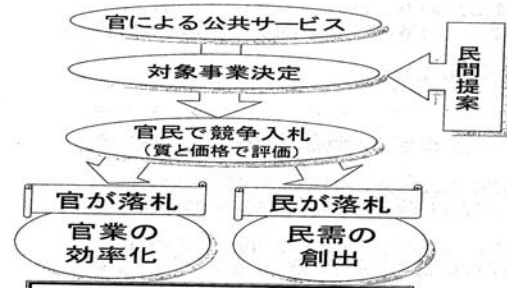 官による公共サービス
対象事業決定
民間提案
官民で競争入札
(質と価格で評価)
官が落札
民が落札
官業の
効率化
民需の
創出